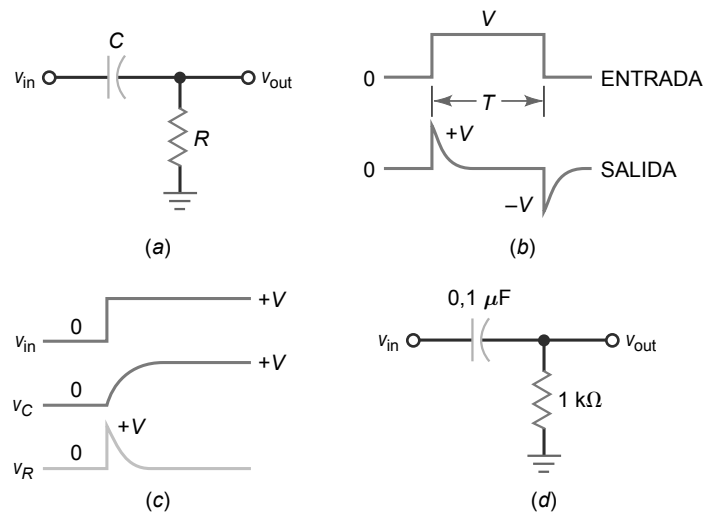 C
v_in
v_out
R
(a)
V
0
ENTRADA
T
+V
0
SALIDA
–V
(b)
+V
0
v_in
+V
0
v_C
+V
0
v_R
(c)
0,1 μF
v_in
v_out
1 kΩ
(d)